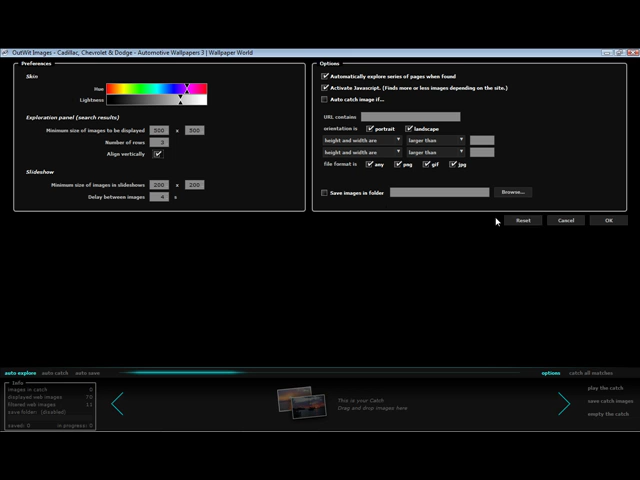 OutWit Images - Cadillac, Chevrolet & Dodge - Automotive Wallpapers 3 | Wallpaper World
Preferences
Skin
Hue
Lightness
Exploration panel (search results)
Minimum size of images to be displayed 500 x 500
Number of rows 3
Align vertically
Slideshow
Minimum size of images in slideshows 200 x 200
Delay between images 4 s
Options
Automatically explore series of pages when found
Activate Javascript. (Finds more or less images depending on the site.)
Auto catch image if...
URL contains
orientation is portrait landscape
height and width are larger than
height and width are larger than
file format is any png gif jpg
Save images in folder Browse...
Reset Cancel OK
auto explore auto catch auto save options catch all matches
Info
images in catch 0
displayed web images 70
filtered web images 11
save folder: (disabled)
saved: 0 in progress: 0
This is your Catch
Drag and drop images here
play the catch
save catch images
empty the catch